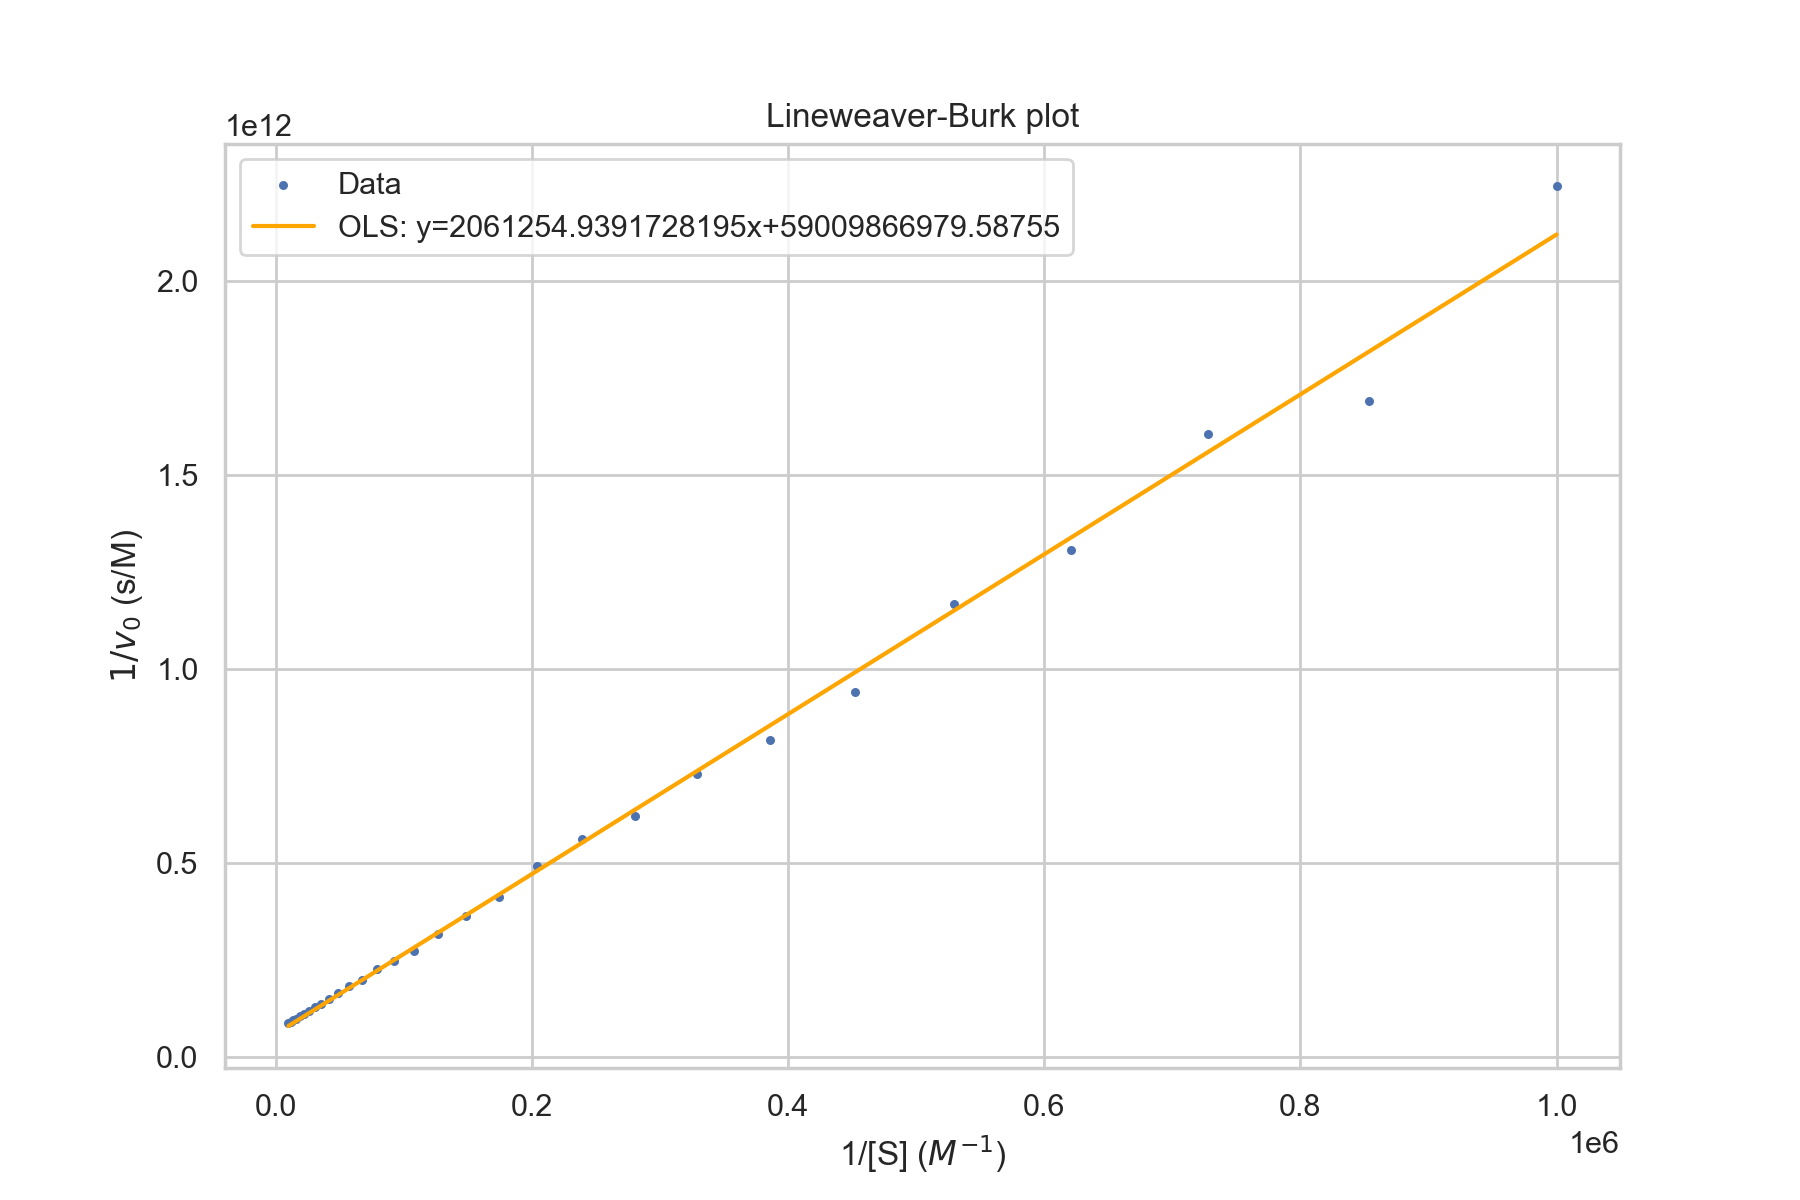 Lineweaver-Burk plot
1e12
Data
OLS: y=2061254.9391728195x+59009866979.58755
2.0
1.5
1.0
0.5
0.0
1/v₀ (s/M)
0.0 0.2 0.4 0.6 0.8 1.0
1e6
1/[S] (M⁻¹)